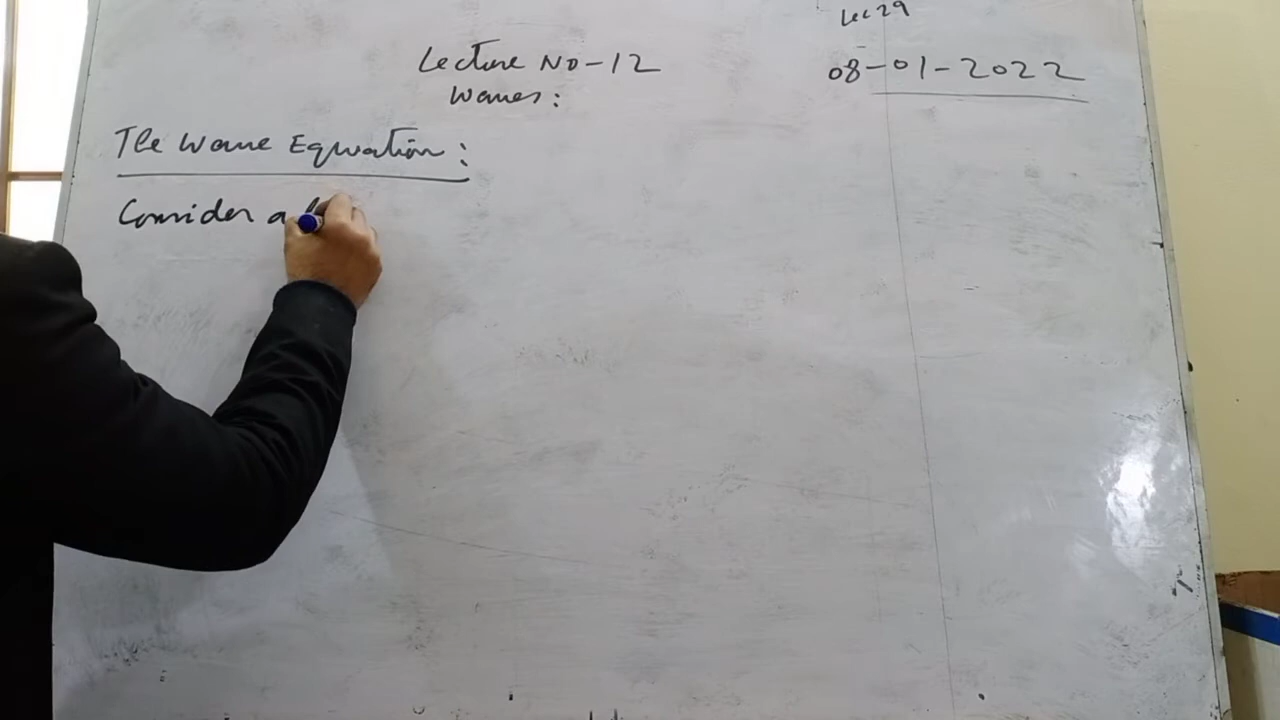 Lec 29
Lecture No-12
08-01-2022
Waves:
The Wave Equation:
Consider a